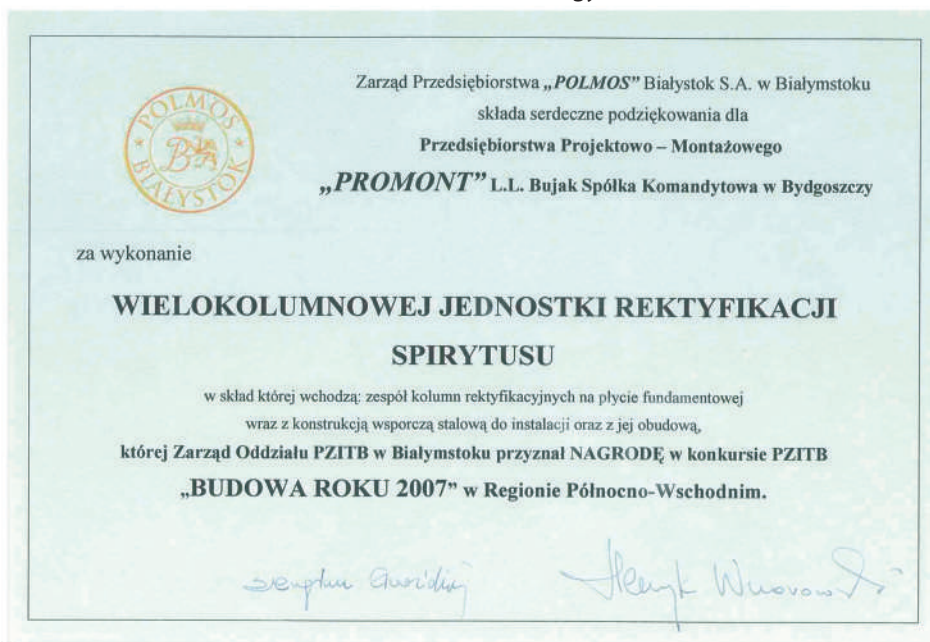 POLMOS
B
BIAŁYSTOK
Zarząd Przedsiębiorstwa „POLMOS” Białystok S.A. w Białymstoku
składa serdeczne podziękowania dla
Przedsiębiorstwa Projektowo – Montażowego
„PROMONT” L.L. Bujak Spółka Komandytowa w Bydgoszczy
za wykonanie
WIELOKOLUMNOWEJ JEDNOSTKI REKTYFIKACJI
SPIRYTUSU
w skład której wchodzą: zespół kolumn rektyfikacyjnych na płycie fundamentowej
wraz z konstrukcją wsporczą stalową do instalacji oraz z jej obudową,
której Zarząd Oddziału PZITB w Białymstoku przyznał NAGRODĘ w konkursie PZITB
„BUDOWA ROKU 2007” w Regionie Północno-Wschodnim.
Henryk